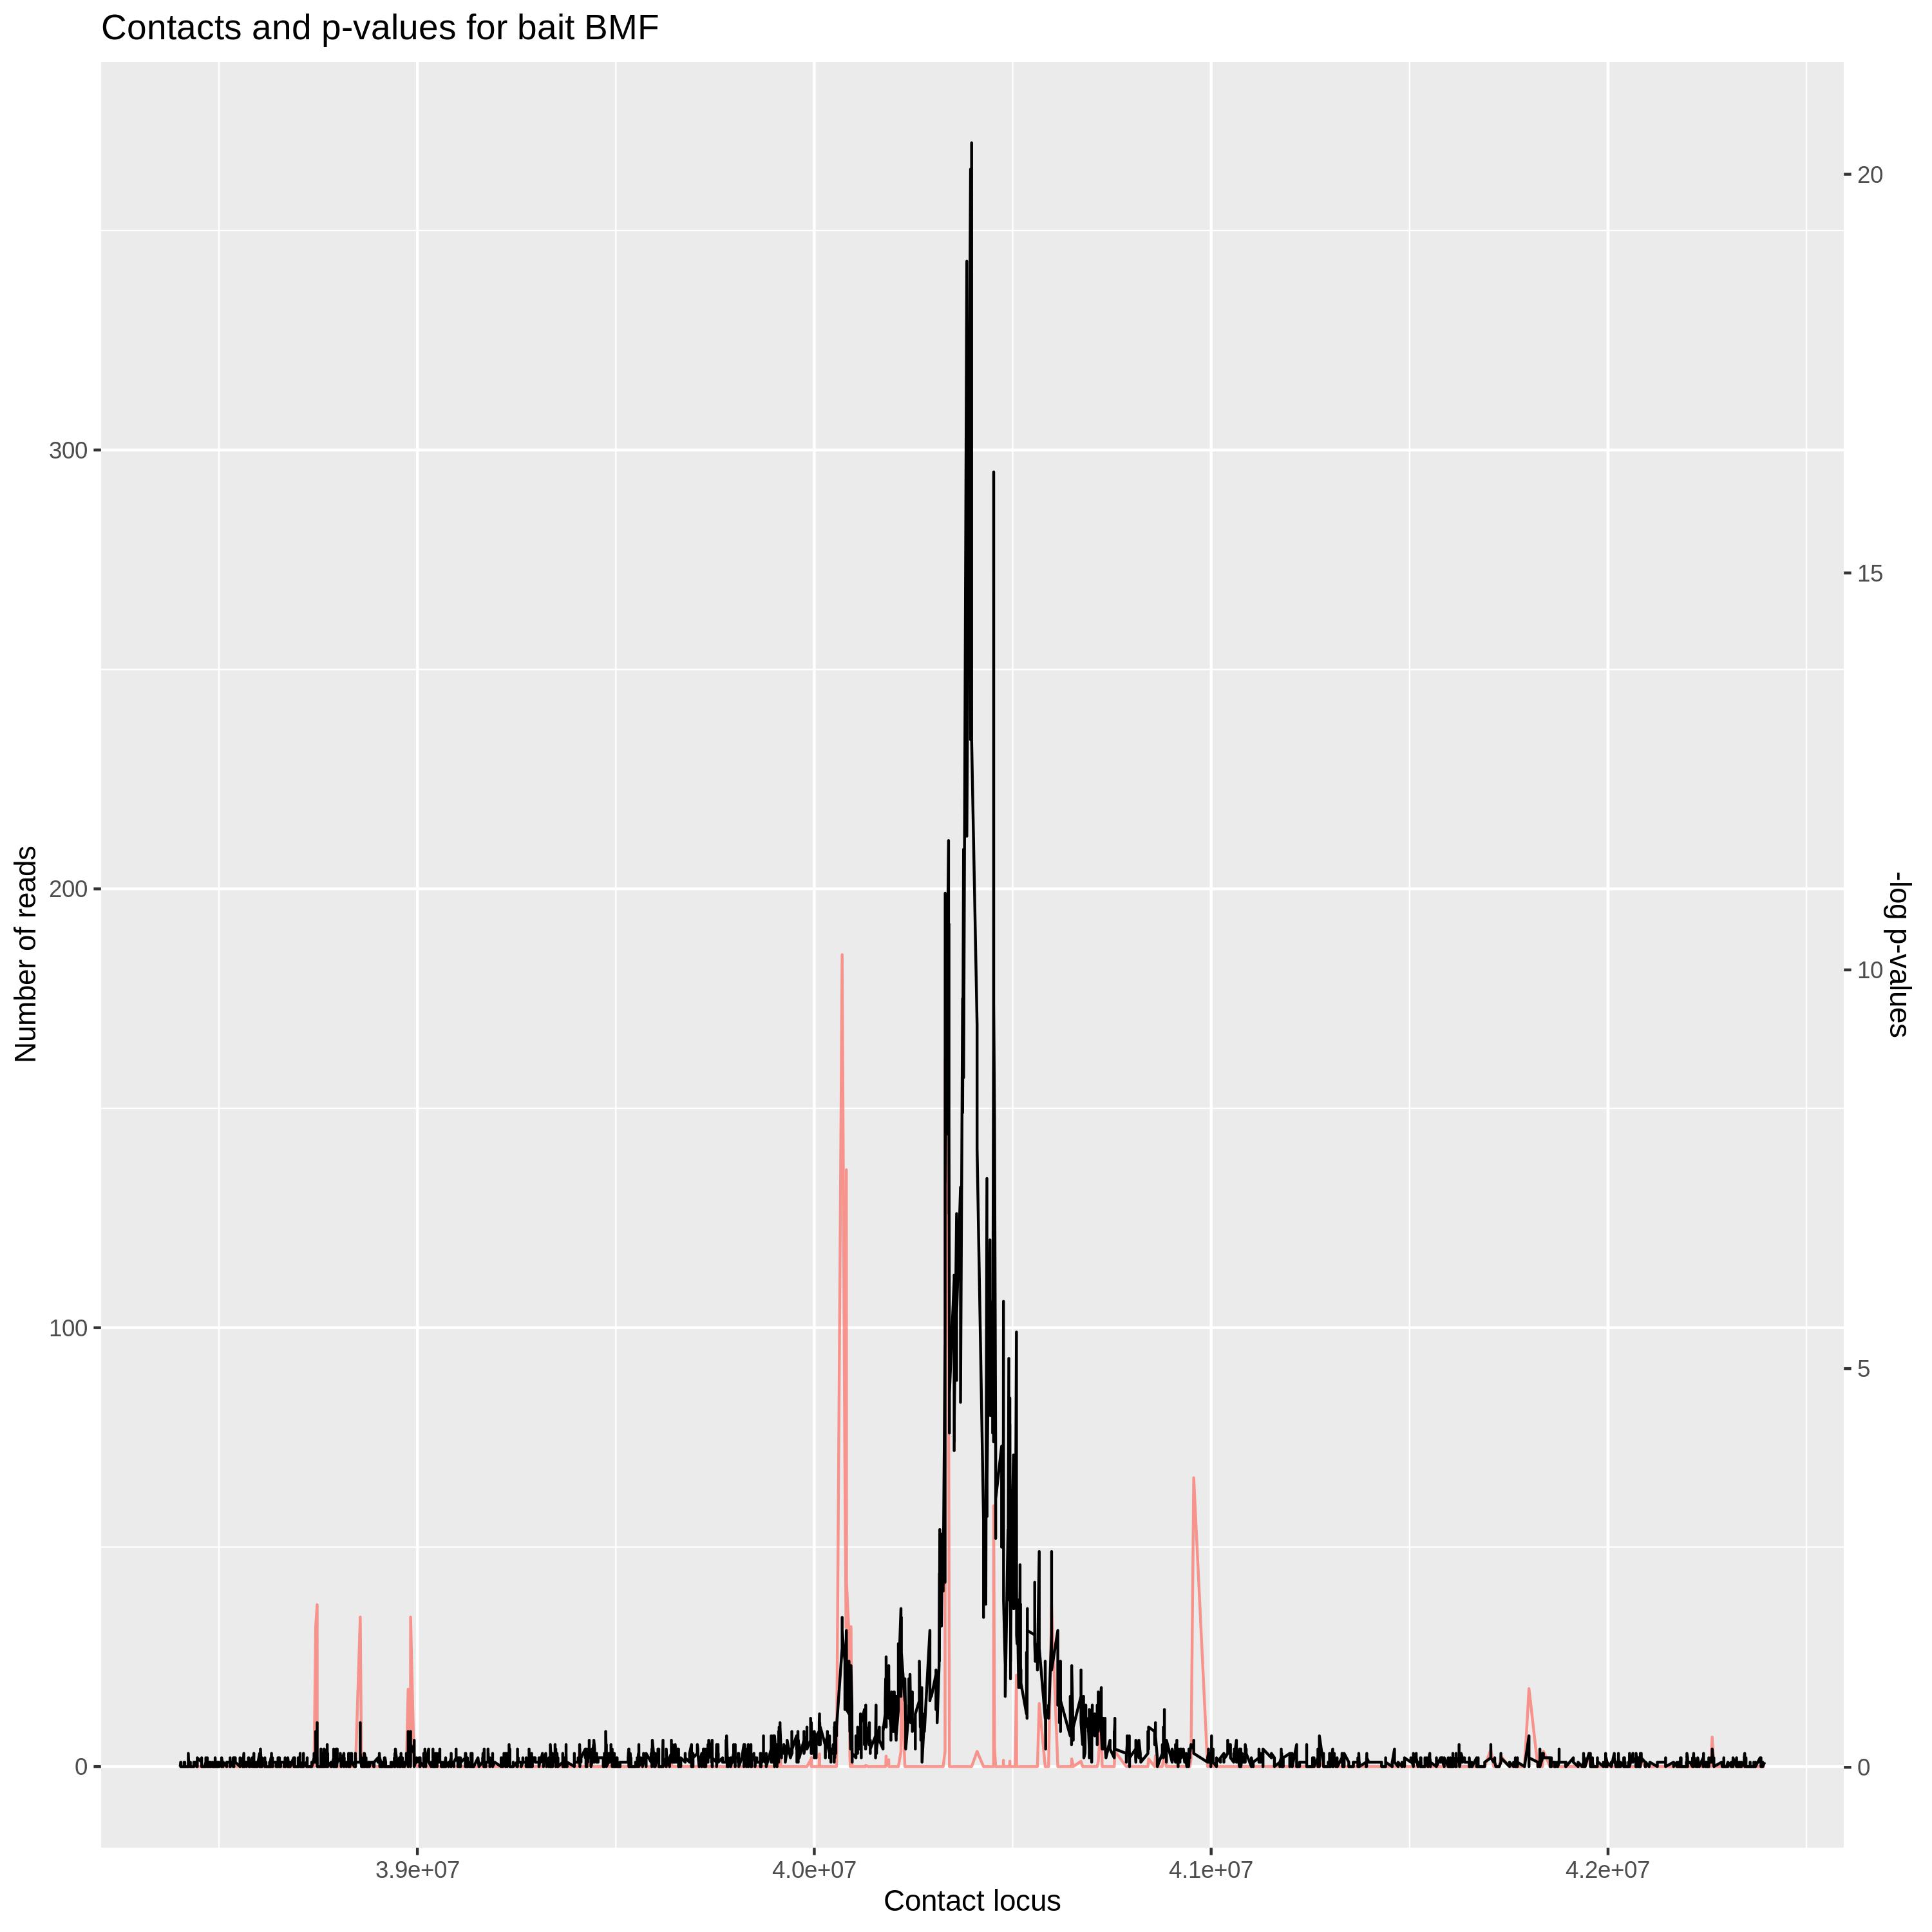 Contacts and p-values for bait BMF
300
200
100
0
20
15
10
5
0
Number of reads
-log p-values
3.9e+07
4.0e+07
4.1e+07
4.2e+07
Contact locus